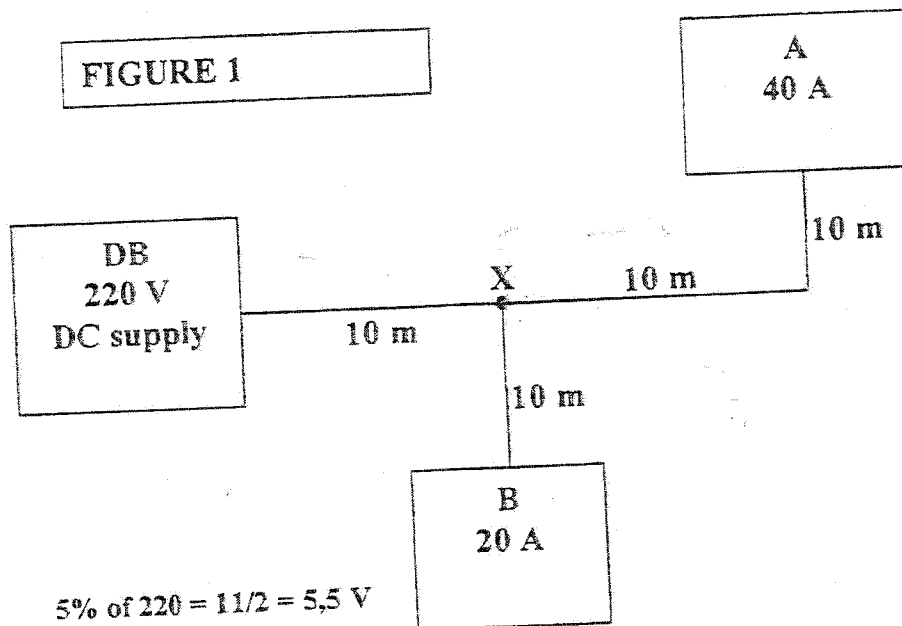 FIGURE 1
A
40 A
10 m
DB
220 V
DC supply
X
10 m
10 m
10 m
B
20 A
5% of 220 = 11/2 = 5,5 V